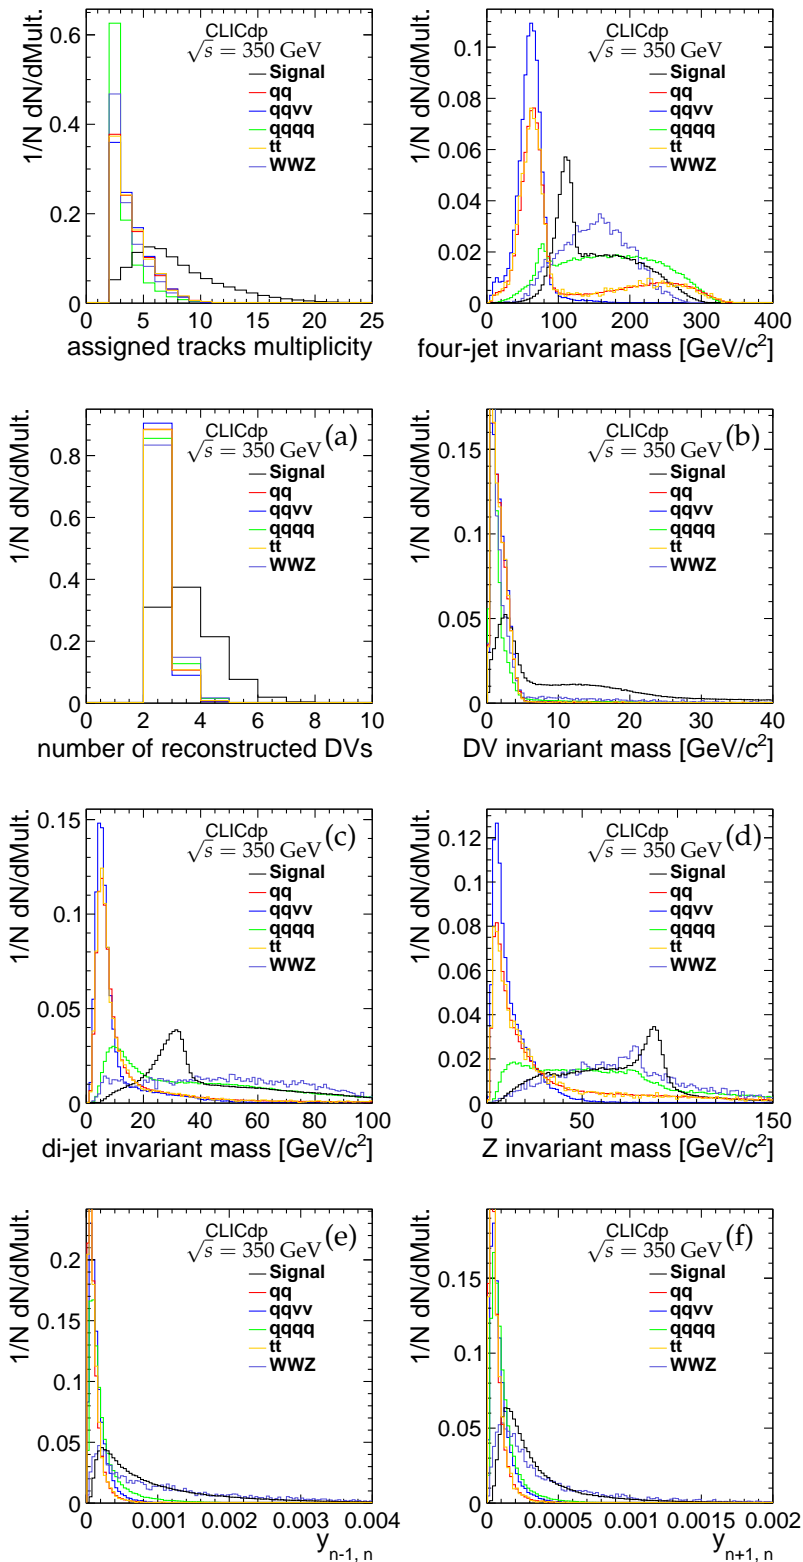 1/N dN/dMult.
0.6
0.4
0.2
0
CLICdp
√s = 350 GeV
Signal
qq
qqνν
qqqq
tt
WWZ
0 5 10 15 20 25
assigned tracks multiplicity
1/N dN/dMult.
0.1
0.08
0.06
0.04
0.02
0
CLICdp
√s = 350 GeV
Signal
qq
qqνν
qqqq
tt
WWZ
0 100 200 300 400
four-jet invariant mass [GeV/c²]
1/N dN/dMult.
0.8
0.6
0.4
0.2
0
CLICdp (a)
√s = 350 GeV
Signal
qq
qqνν
qqqq
tt
WWZ
0 2 4 6 8 10
number of reconstructed DVs
1/N dN/dMult.
0.15
0.1
0.05
0
CLICdp (b)
√s = 350 GeV
Signal
qq
qqνν
qqqq
tt
WWZ
0 10 20 30 40
DV invariant mass [GeV/c²]
1/N dN/dMult.
0.15
0.1
0.05
0
CLICdp (c)
√s = 350 GeV
Signal
qq
qqνν
qqqq
tt
WWZ
0 20 40 60 80 100
di-jet invariant mass [GeV/c²]
1/N dN/dMult.
0.12
0.1
0.08
0.06
0.04
0.02
0
CLICdp (d)
√s = 350 GeV
Signal
qq
qqνν
qqqq
tt
WWZ
0 50 100 150
Z invariant mass [GeV/c²]
1/N dN/dMult.
0.2
0.15
0.1
0.05
0
CLICdp (e)
√s = 350 GeV
Signal
qq
qqνν
qqqq
tt
WWZ
0 0.001 0.002 0.003 0.004
y n-1, n
1/N dN/dMult.
0.15
0.1
0.05
0
CLICdp (f)
√s = 350 GeV
Signal
qq
qqνν
qqqq
tt
WWZ
0 0.0005 0.001 0.0015 0.002
y n+1, n